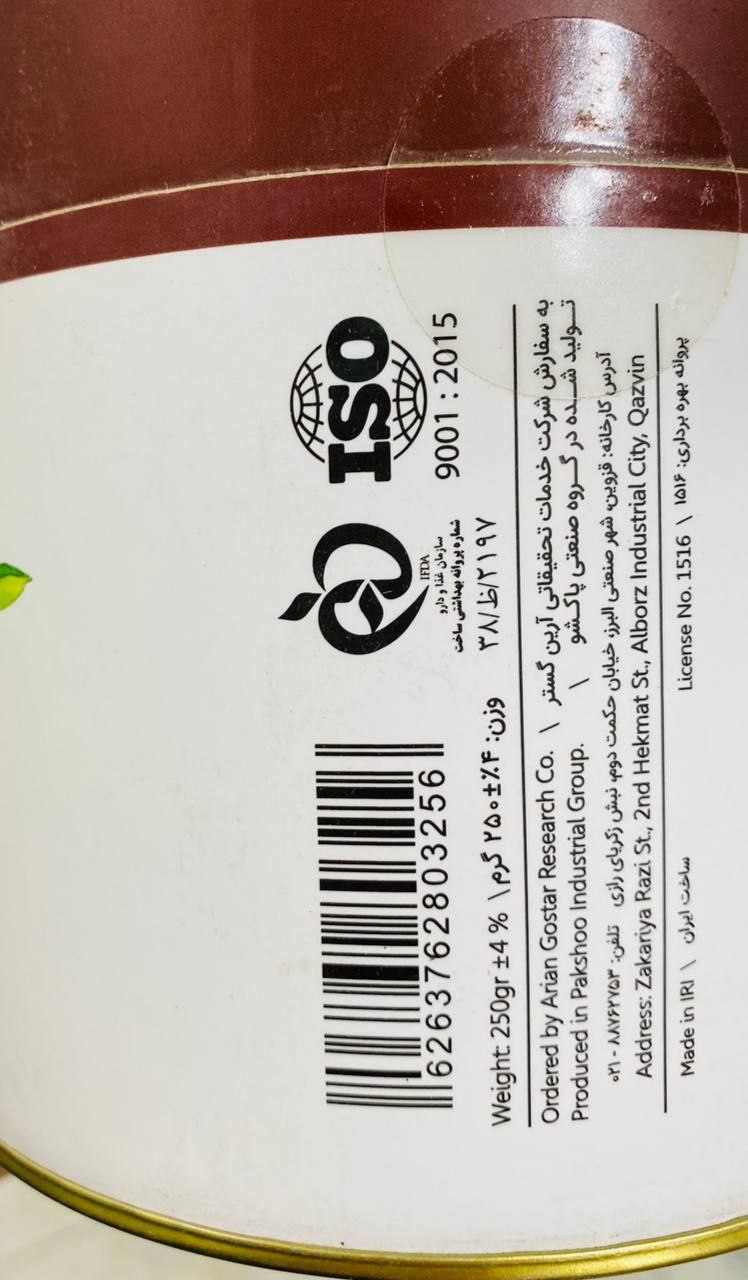 ISO
9001 : 2015
IFDA
سازمان غذا و دارو
شماره پروانه بهداشتی ساخت
۳۸/ظ/۲۱۹۷
6263762803256
Weight: 250gr ±4 % \ وزن: ۲۵۰±٪۴ گرم
Ordered by Arian Gostar Research Co. \ به سفارش شرکت خدمات تحقیقاتی آرین گستر
Produced in Pakshoo Industrial Group. \ تـولید شـده در گـروه صنعتی پاکـشو
آدرس کارخانه: قزوین، شهر صنعتی البرز، خیابان حکمت دوم، نبش زکریای رازی تلفن: ۸۸۷۶۲۷۵۳ - ۰۲۱
Address: Zakariya Razi St., 2nd Hekmat St., Alborz Industrial City, Qazvin
Made in IRI \ ساخت ایران
License No. 1516 \ پروانه بهره برداری: ۱۵۱۶